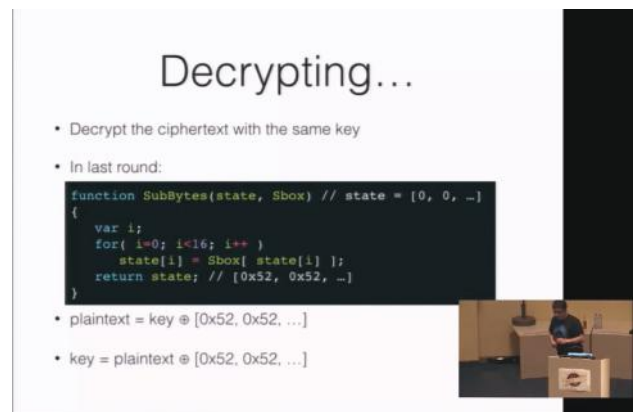 Decrypting…
• Decrypt the ciphertext with the same key
• In last round:
function SubBytes(state, Sbox) // state = [0, 0, …]
{
var i;
for( i=0; i<16; i++ )
state[i] = Sbox[ state[i] ];
return state; // [0x52, 0x52, …]
}
• plaintext = key ⊕ [0x52, 0x52, …]
• key = plaintext ⊕ [0x52, 0x52, …]